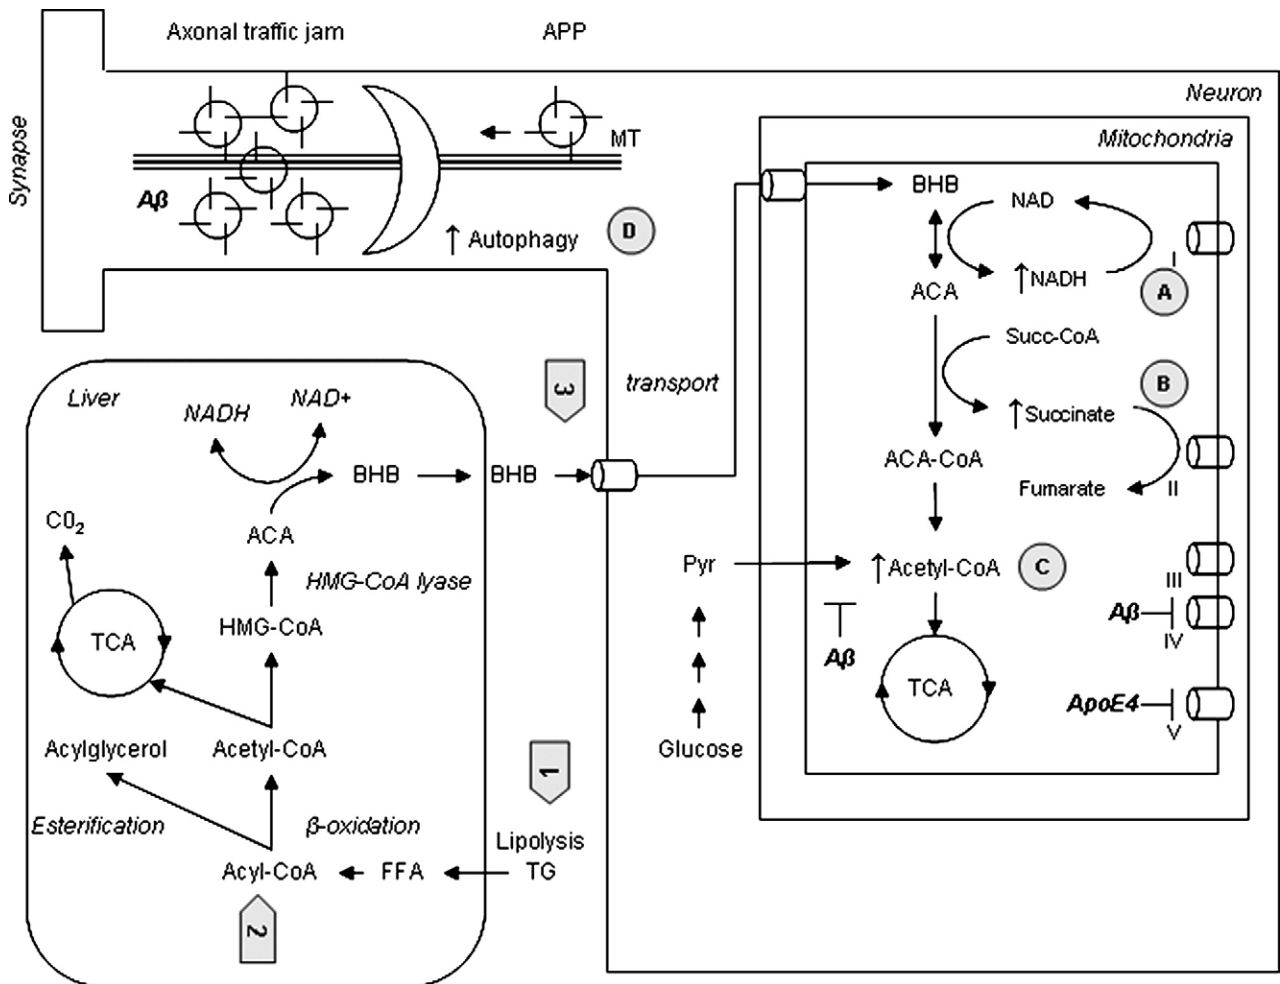 Axonal traffic jam
APP
Neuron
Synapse
MT
Mitochondria
Aβ
↑ Autophagy
D
BHB
NAD
I
ACA
↑NADH
A
Succ-CoA
B
↑Succinate
ACA-CoA
Fumarate
II
↑Acetyl-CoA
C
III
Aβ
IV
Aβ
TCA
ApoE4
V
3
transport
Pyr
Glucose
Liver
NADH
NAD+
BHB
BHB
C0₂
ACA
HMG-CoA lyase
TCA
HMG-CoA
Acylglycerol
Acetyl-CoA
1
Esterification
β-oxidation
Lipolysis
Acyl-CoA
FFA
TG
2